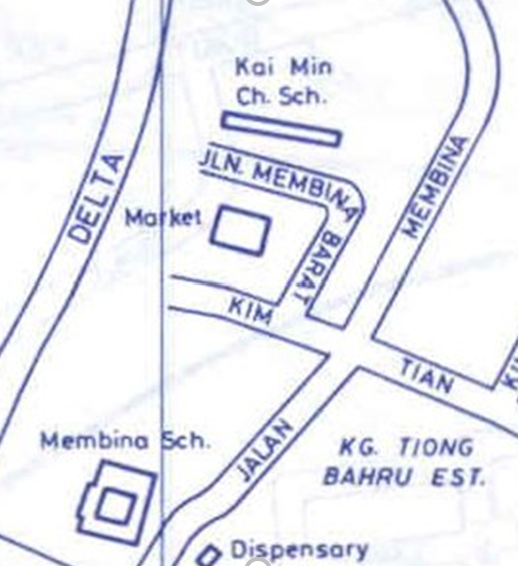 Kai Min
Ch. Sch.
JLN. MEMBINA
BARAT
MEMBINA
DELTA
Market
KIM
TIAN
JALAN
Membina Sch.
KG. TIONG
BAHRU EST.
Dispensary